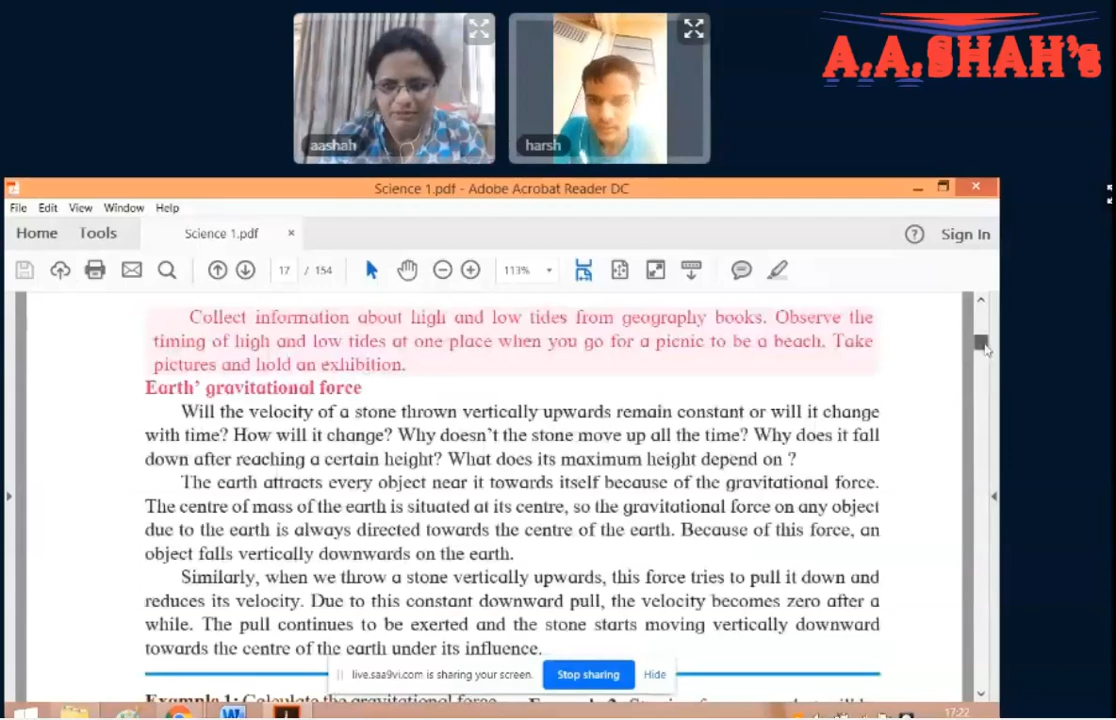 A.A.SHAH's
aashah
harsh
Science 1.pdf - Adobe Acrobat Reader DC
File Edit View Window Help
Home Tools Science 1.pdf × ? Sign In
17 / 154 113%
Collect information about high and low tides from geography books. Observe the
timing of high and low tides at one place when you go for a picnic to be a beach. Take
pictures and hold an exhibition.
Earth' gravitational force
Will the velocity of a stone thrown vertically upwards remain constant or will it change
with time? How will it change? Why doesn't the stone move up all the time? Why does it fall
down after reaching a certain height? What does its maximum height depend on ?
The earth attracts every object near it towards itself because of the gravitational force.
The centre of mass of the earth is situated at its centre, so the gravitational force on any object
due to the earth is always directed towards the centre of the earth. Because of this force, an
object falls vertically downwards on the earth.
Similarly, when we throw a stone vertically upwards, this force tries to pull it down and
reduces its velocity. Due to this constant downward pull, the velocity becomes zero after a
while. The pull continues to be exerted and the stone starts moving vertically downward
towards the centre of the earth under its influence.
live.saa9vi.com is sharing your screen. Stop sharing Hide
Example 1: Calculate the gravitational force
17:22